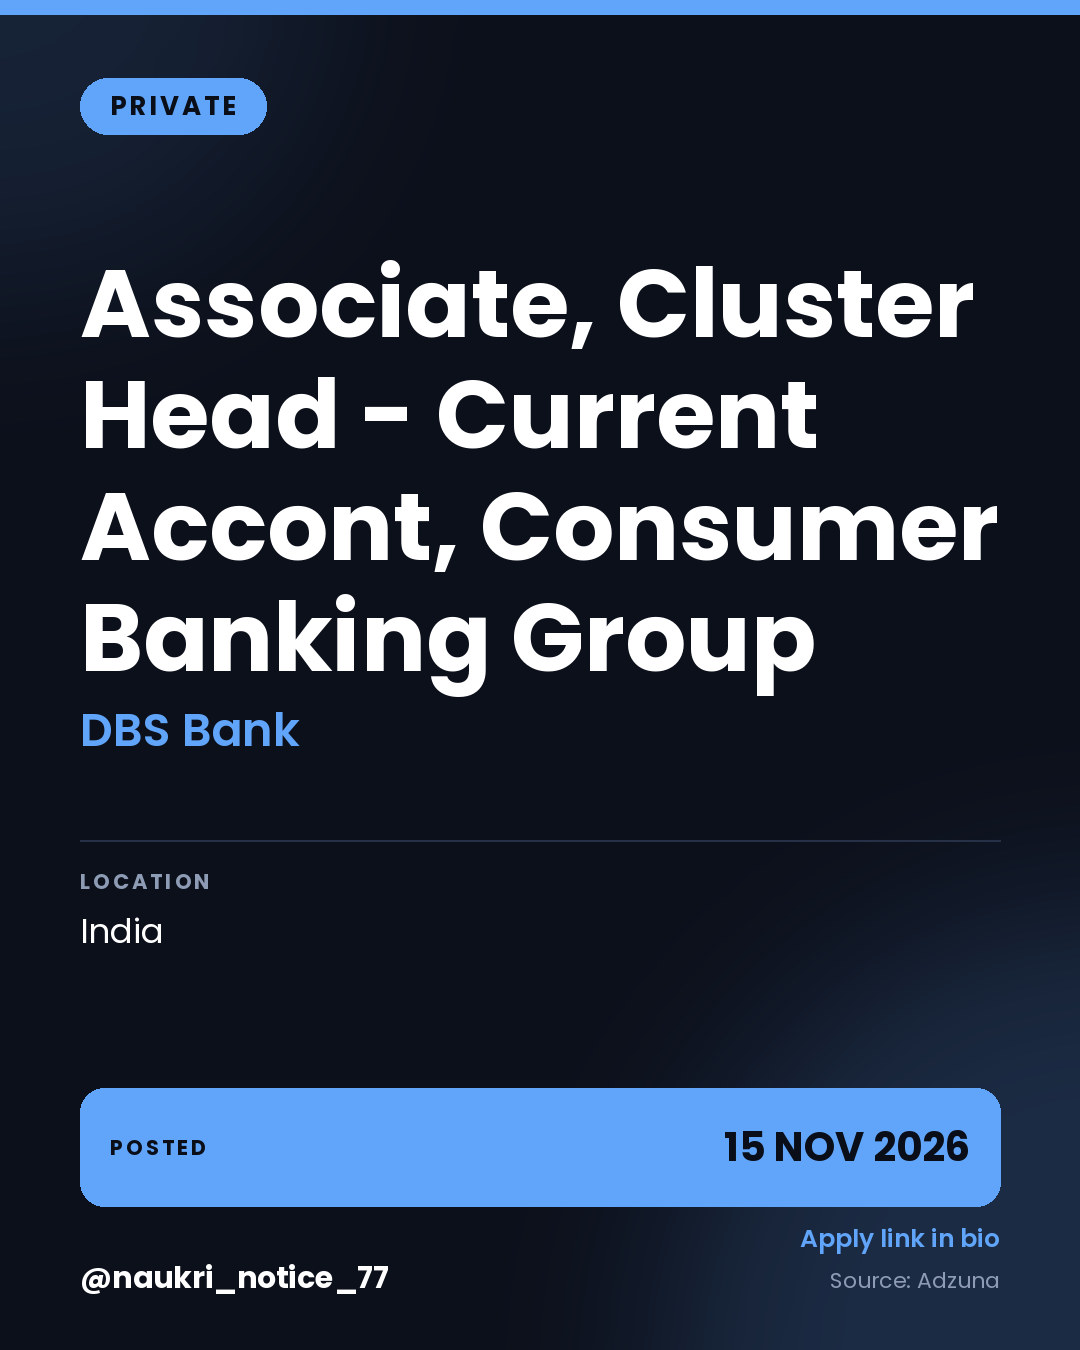 PRIVATE
Associate, Cluster
Head - Current
Accont, Consumer
Banking Group
DBS Bank
LOCATION
India
POSTED
15 NOV 2026
Apply link in bio
@naukri_notice_77
Source: Adzuna